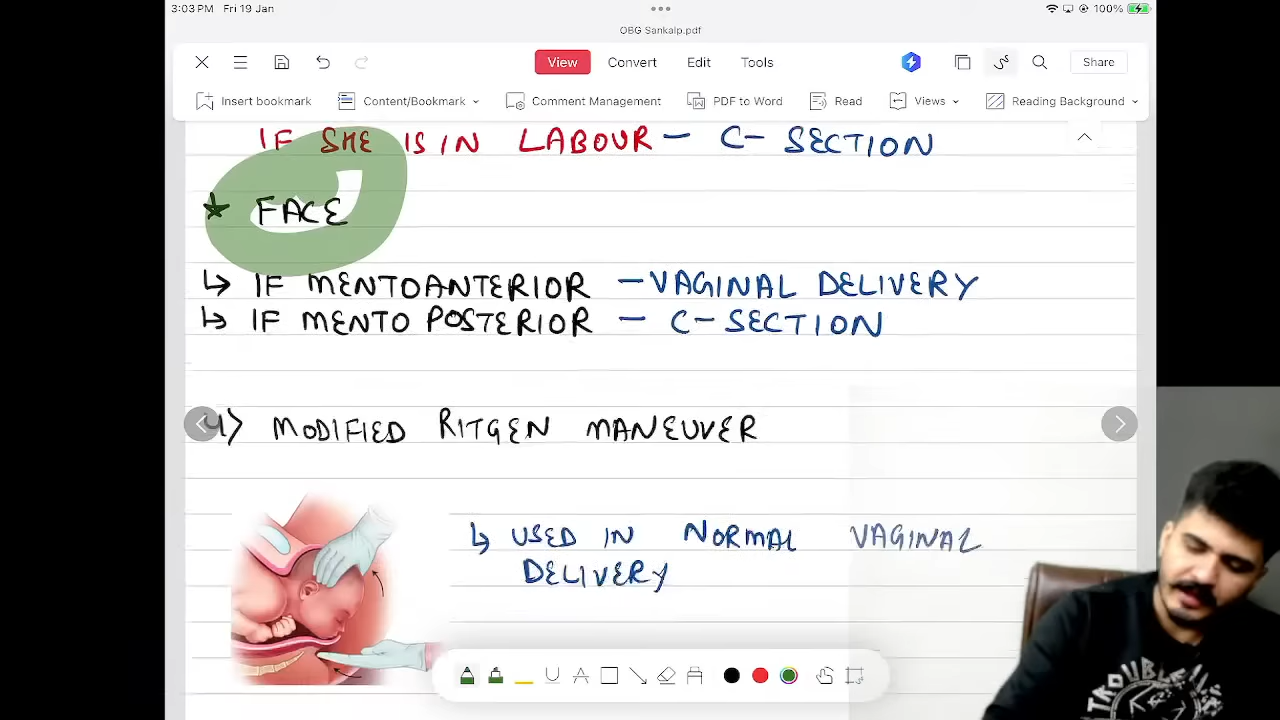 3:03 PM Fri 19 Jan
100%
OBG Sankalp.pdf
View Convert Edit Tools Share
Insert bookmark Content/Bookmark Comment Management PDF to Word Read Views Reading Background
IF SHE IS IN LABOUR - C- SECTION
★ FACE
↳ IF MENTOANTERIOR - VAGINAL DELIVERY
↳ IF MENTO POSTERIOR - C-SECTION
4) MODIFIED RITGEN MANEUVER
↳ USED IN NORMAL VAGINAL
DELIVERY
TROUBLE